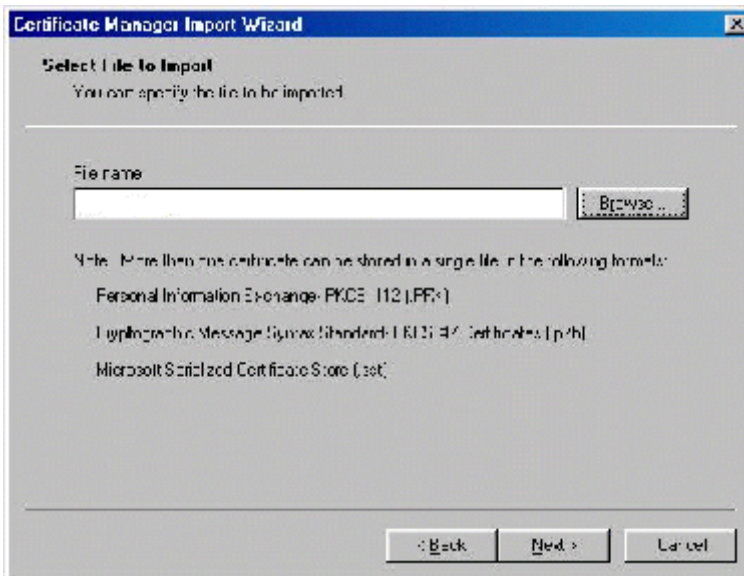 Certificate Manager Import Wizard
Select File to Import
You can specify the file to be imported.
File name:
Browse ...
Note: More than one certificate can be stored in a single file in the following formats:
Personal Information Exchange- PKCS #12 (.PFX)
Cryptographic Message Syntax Standard- PKCS #7 Certificates (.p7b)
Microsoft Serialized Certificate Store (.sst)
< Back
Next >
Cancel